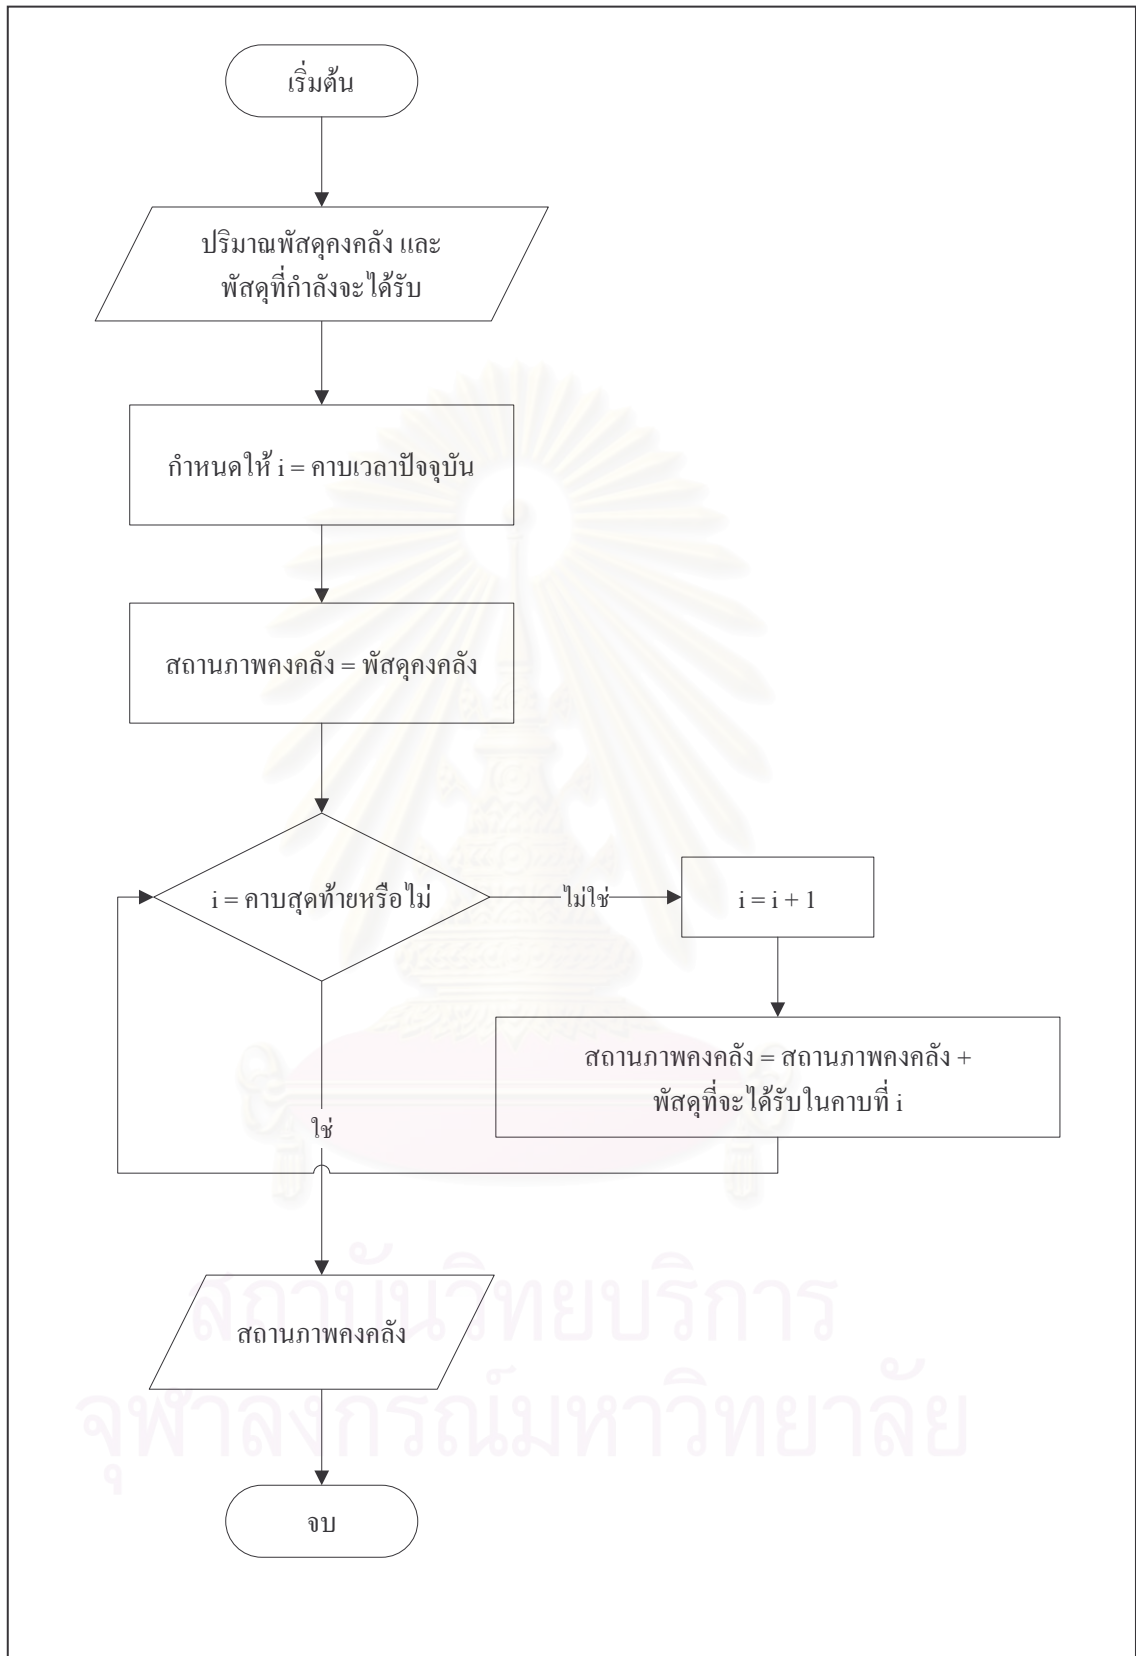 เริ่มต้น
ปริมาณพัสดุคงคลัง และ
พัสดุที่กำลังจะได้รับ
กำหนดให้ i = คาบเวลาปัจจุบัน
สถานภาพคงคลัง = พัสดุคงคลัง
i = คาบสุดท้ายหรือไม่
ไม่ใช่
i = i + 1
สถานภาพคงคลัง = สถานภาพคงคลัง +
พัสดุที่จะได้รับในคาบที่ i
ใช่
สถานภาพคงคลัง
จบ
สถาบันวิทยบริการ
จุฬาลงกรณ์มหาวิทยาลัย